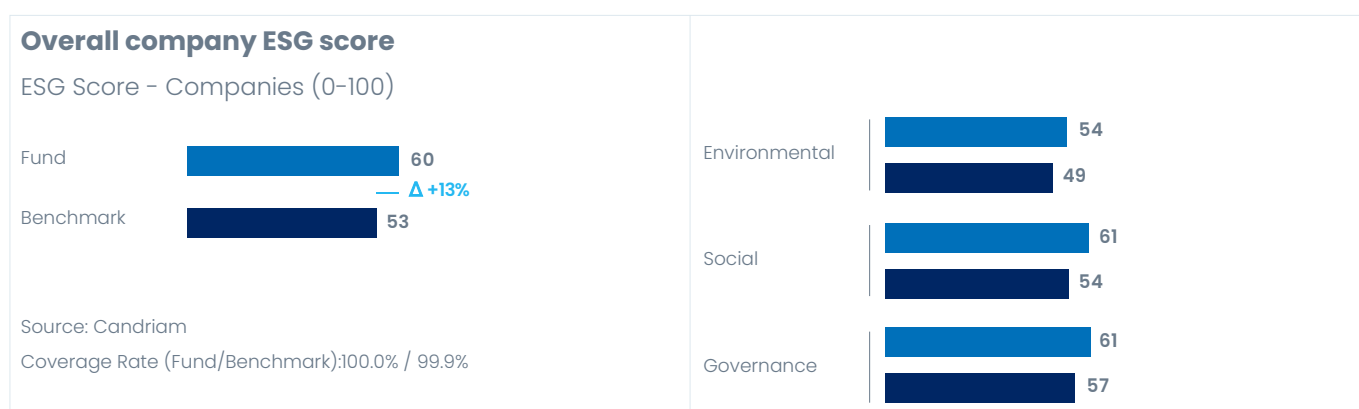 Overall company ESG score
ESG Score - Companies (0-100)
Fund
60
Δ +13%
Benchmark
53
Source: Candriam
Coverage Rate (Fund/Benchmark):100.0% / 99.9%
Environmental
54
49
Social
61
54
Governance
61
57